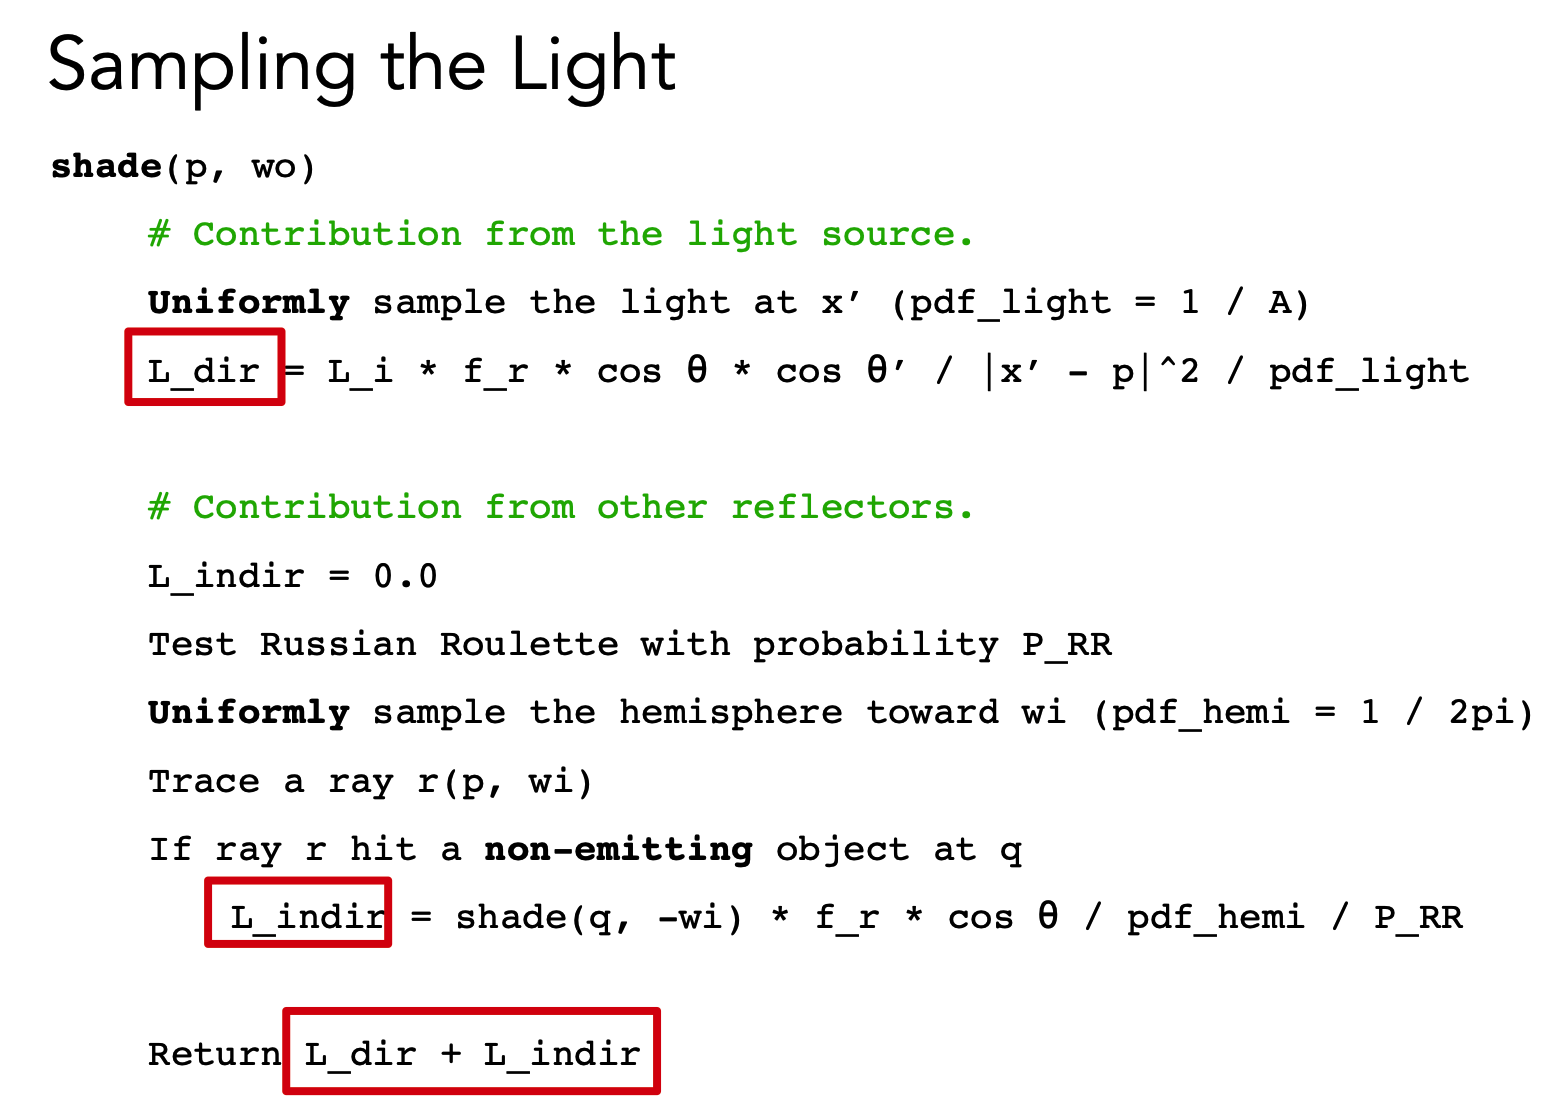 Sampling the Light
shade(p, wo)
# Contribution from the light source.
Uniformly sample the light at x′ (pdf_light = 1 / A)
L_dir = L_i * f_r * cos θ * cos θ′ / |x′ - p|^2 / pdf_light
# Contribution from other reflectors.
L_indir = 0.0
Test Russian Roulette with probability P_RR
Uniformly sample the hemisphere toward wi (pdf_hemi = 1 / 2pi)
Trace a ray r(p, wi)
If ray r hit a non-emitting object at q
L_indir = shade(q, -wi) * f_r * cos θ / pdf_hemi / P_RR
Return L_dir + L_indir